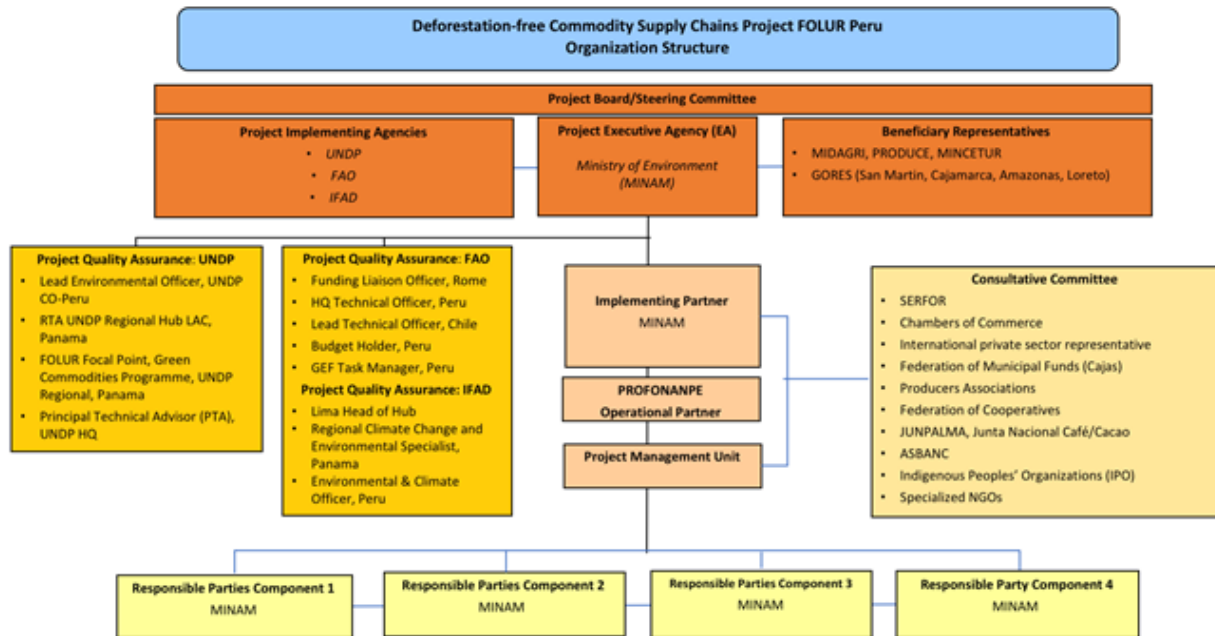 Deforestation-free Commodity Supply Chains Project FOLUR Peru
Organization Structure
Project Board/Steering Committee
Project Implementing Agencies
• UNDP
• FAO
• IFAD
Project Executive Agency (EA)
Ministry of Environment
(MINAM)
Beneficiary Representatives
• MIDAGRI, PRODUCE, MINCETUR
• GORES (San Martin, Cajamarca, Amazonas, Loreto)
Project Quality Assurance: UNDP
• Lead Environmental Officer, UNDP
CO-Peru
• RTA UNDP Regional Hub LAC,
Panama
• FOLUR Focal Point, Green
Commodities Programme, UNDP
Regional, Panama
• Principal Technical Advisor (PTA),
UNDP HQ
Project Quality Assurance: FAO
• Funding Liaison Officer, Rome
• HQ Technical Officer, Peru
• Lead Technical Officer, Chile
• Budget Holder, Peru
• GEF Task Manager, Peru
Project Quality Assurance: IFAD
• Lima Head of Hub
• Regional Climate Change and
Environmental Specialist,
Panama
• Environmental & Climate
Officer, Peru
Implementing Partner
MINAM
PROFONANPE
Operational Partner
Project Management Unit
Consultative Committee
• SERFOR
• Chambers of Commerce
• International private sector representative
• Federation of Municipal Funds (Cajas)
• Producers Associations
• Federation of Cooperatives
• JUNPALMA, Junta Nacional Café/Cacao
• ASBANC
• Indigenous Peoples' Organizations (IPO)
• Specialized NGOs
Responsible Parties Component 1
MINAM
Responsible Parties Component 2
MINAM
Responsible Parties Component 3
MINAM
Responsible Party Component 4
MINAM